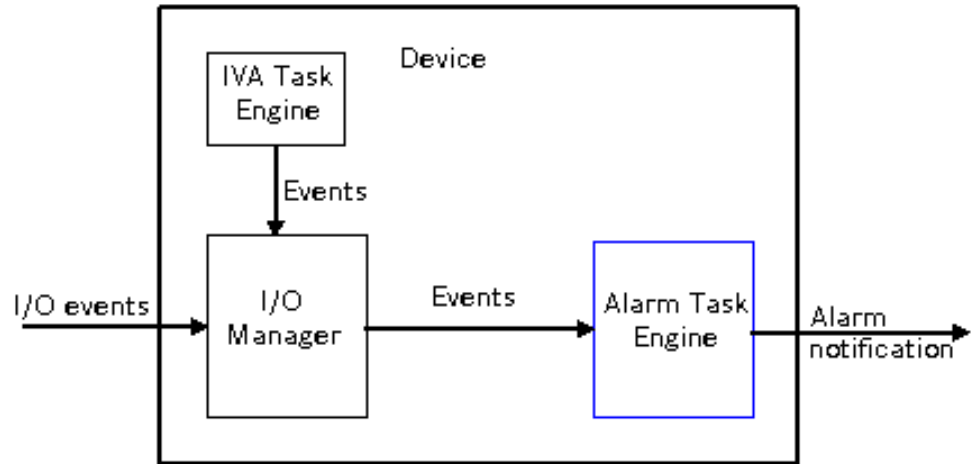 Device
IVA Task
Engine
Events
I/O events
I/O
Manager
Events
Alarm Task
Engine
Alarm
notification